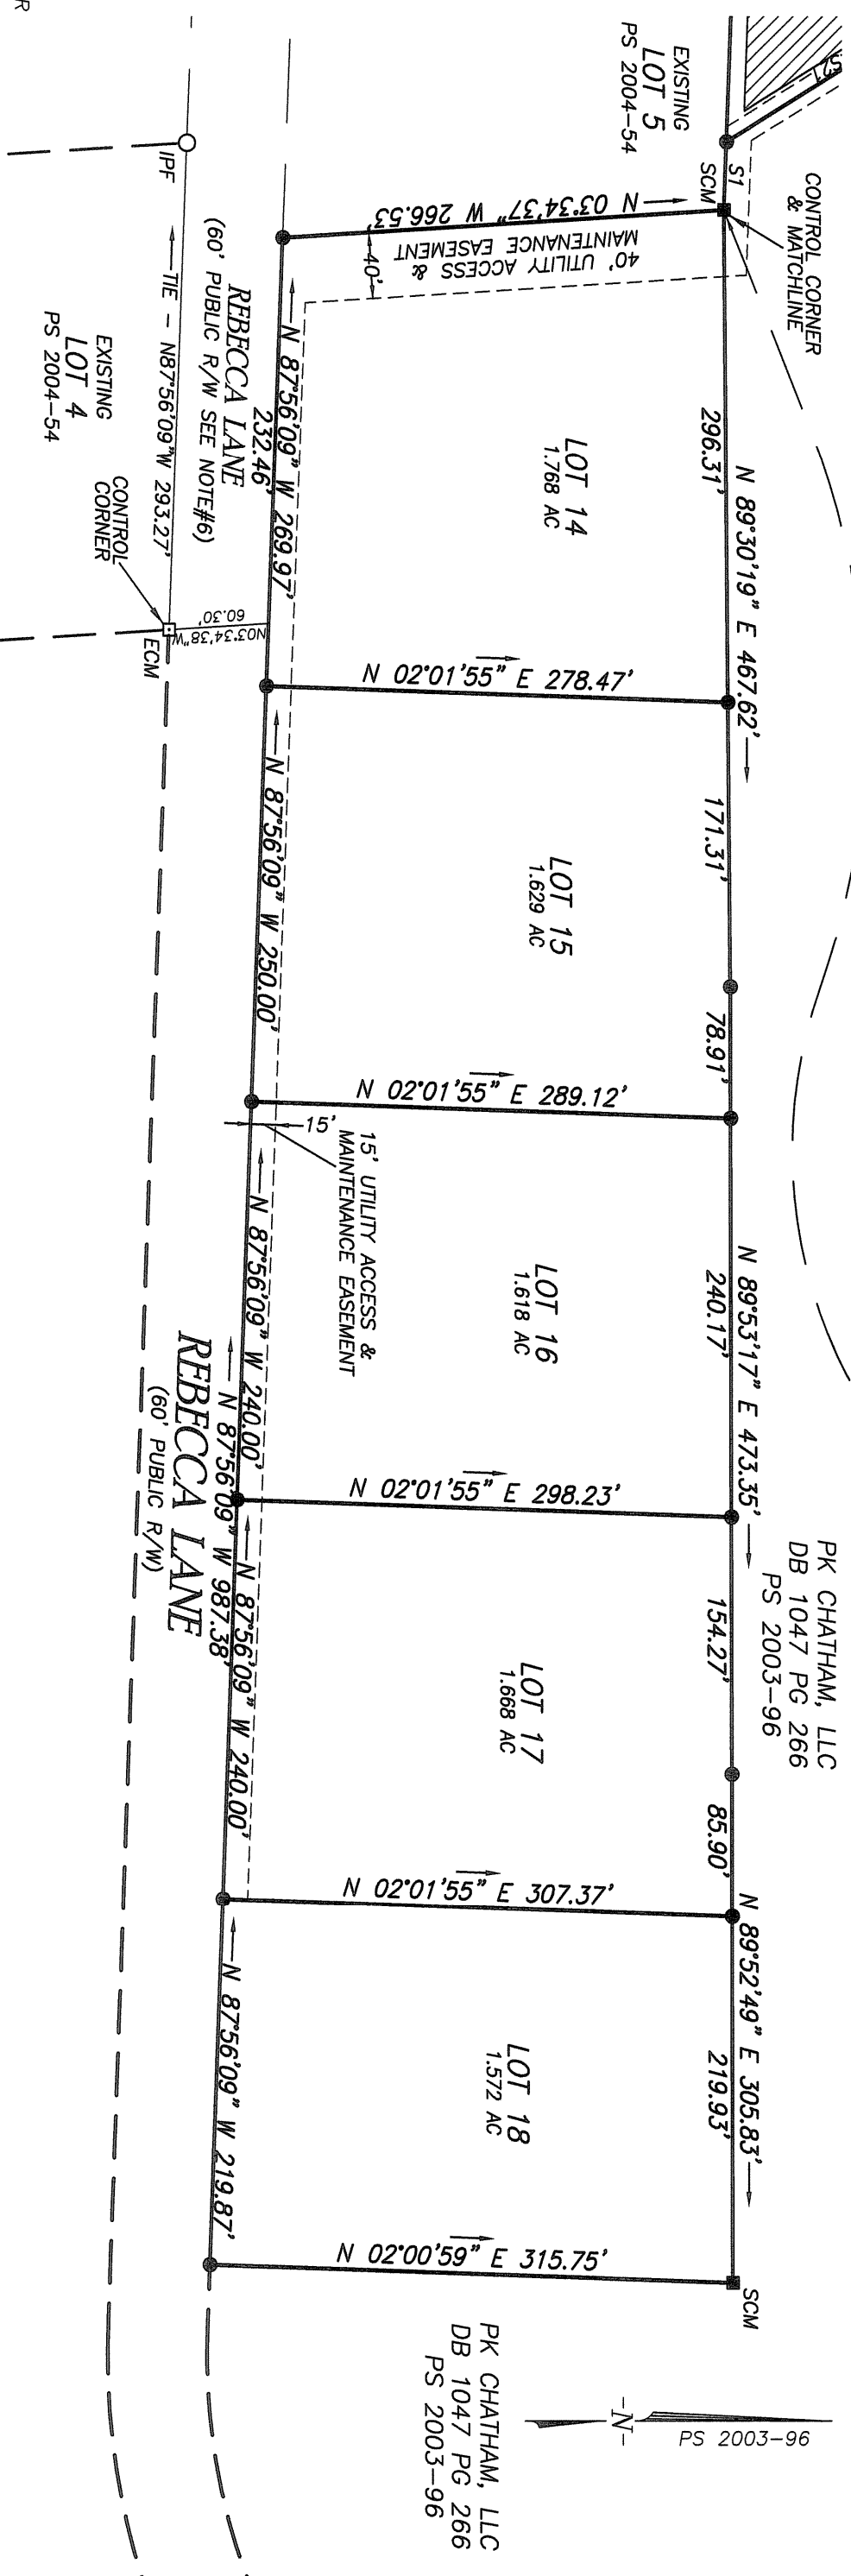 R
EXISTING
LOT 5
PS 2004-54
521
S1
SCM
CONTROL CORNER
& MATCHLINE
N 03°34'37" W 266.53'
40' UTILITY ACCESS &
MAINTENANCE EASEMENT
40'
IPF
TIE - N87°56'09"W 293.27'
EXISTING
LOT 4
PS 2004-54
CONTROL
CORNER
ECM
N03°34'38"W
60.30'
REBECCA LANE
(60' PUBLIC R/W SEE NOTE#6)
N 87°56'09" W 269.97'
232.46'
LOT 14
1.768 AC
296.31'
N 89°30'19" E 467.62'
N 02°01'55" E 278.47'
171.31'
LOT 15
1.629 AC
N 87°56'09" W 250.00'
78.91'
N 02°01'55" E 289.12'
15'
15' UTILITY ACCESS &
MAINTENANCE EASEMENT
N 89°53'17" E 473.35'
240.17'
LOT 16
1.618 AC
N 87°56'09" W 240.00'
N 87°56'09" W 987.38'
REBECCA LANE
(60' PUBLIC R/W)
N 02°01'55" E 298.23'
PK CHATHAM, LLC
DB 1047 PG 266
PS 2003-96
154.27'
LOT 17
1.668 AC
N 87°56'09" W 240.00'
85.90'
N 02°01'55" E 307.37'
N 89°52'49" E 305.83'
219.93'
LOT 18
1.572 AC
N 87°56'09" W 219.87'
N 02°00'59" E 315.75'
SCM
PK CHATHAM, LLC
DB 1047 PG 266
PS 2003-96
-N-
PS 2003-96